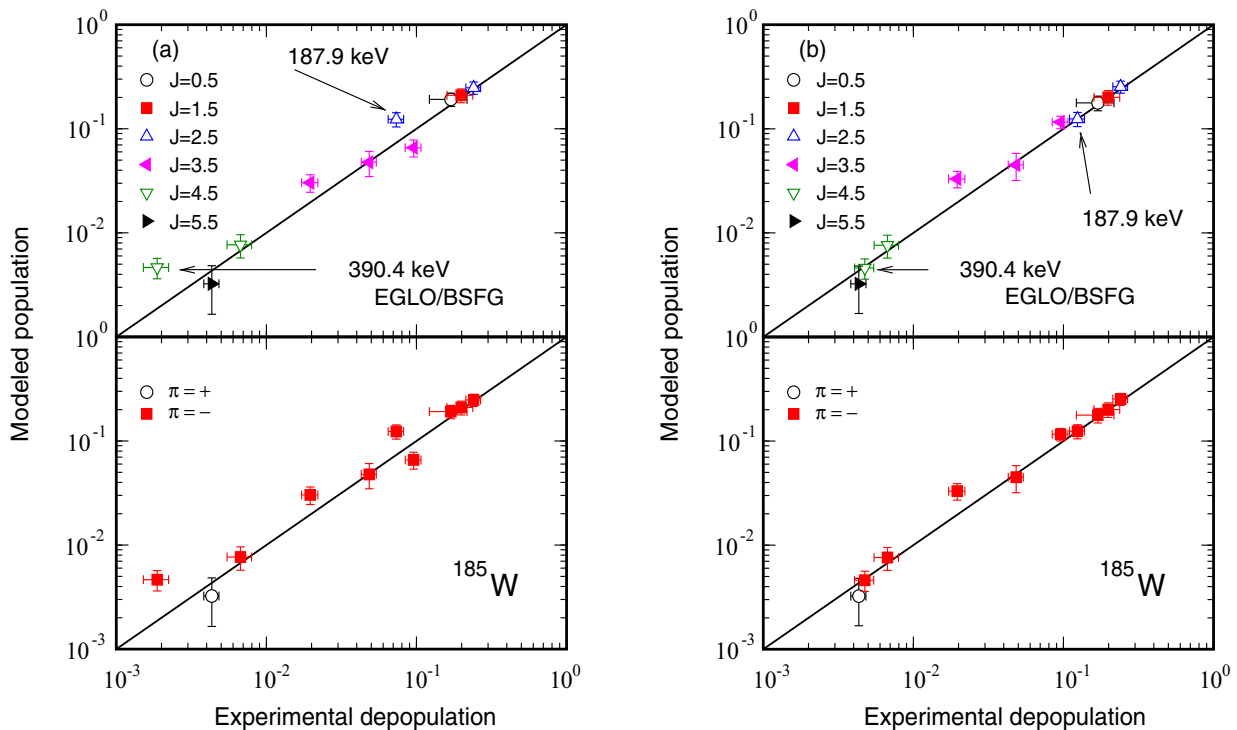 (a)
187.9 keV
J=0.5
J=1.5
J=2.5
J=3.5
J=4.5
J=5.5
390.4 keV
EGLO/BSFG
10^0
10^-1
10^-2
10^0
Modeled population
π = +
π = −
185W
10^-1
10^-2
10^-3
10^-3 10^-2 10^-1 10^0
Experimental depopulation
(b)
J=0.5
J=1.5
J=2.5
J=3.5
J=4.5
J=5.5
187.9 keV
390.4 keV
EGLO/BSFG
10^0
10^-1
10^-2
10^0
Modeled population
π = +
π = −
185W
10^-1
10^-2
10^-3
10^-3 10^-2 10^-1 10^0
Experimental depopulation